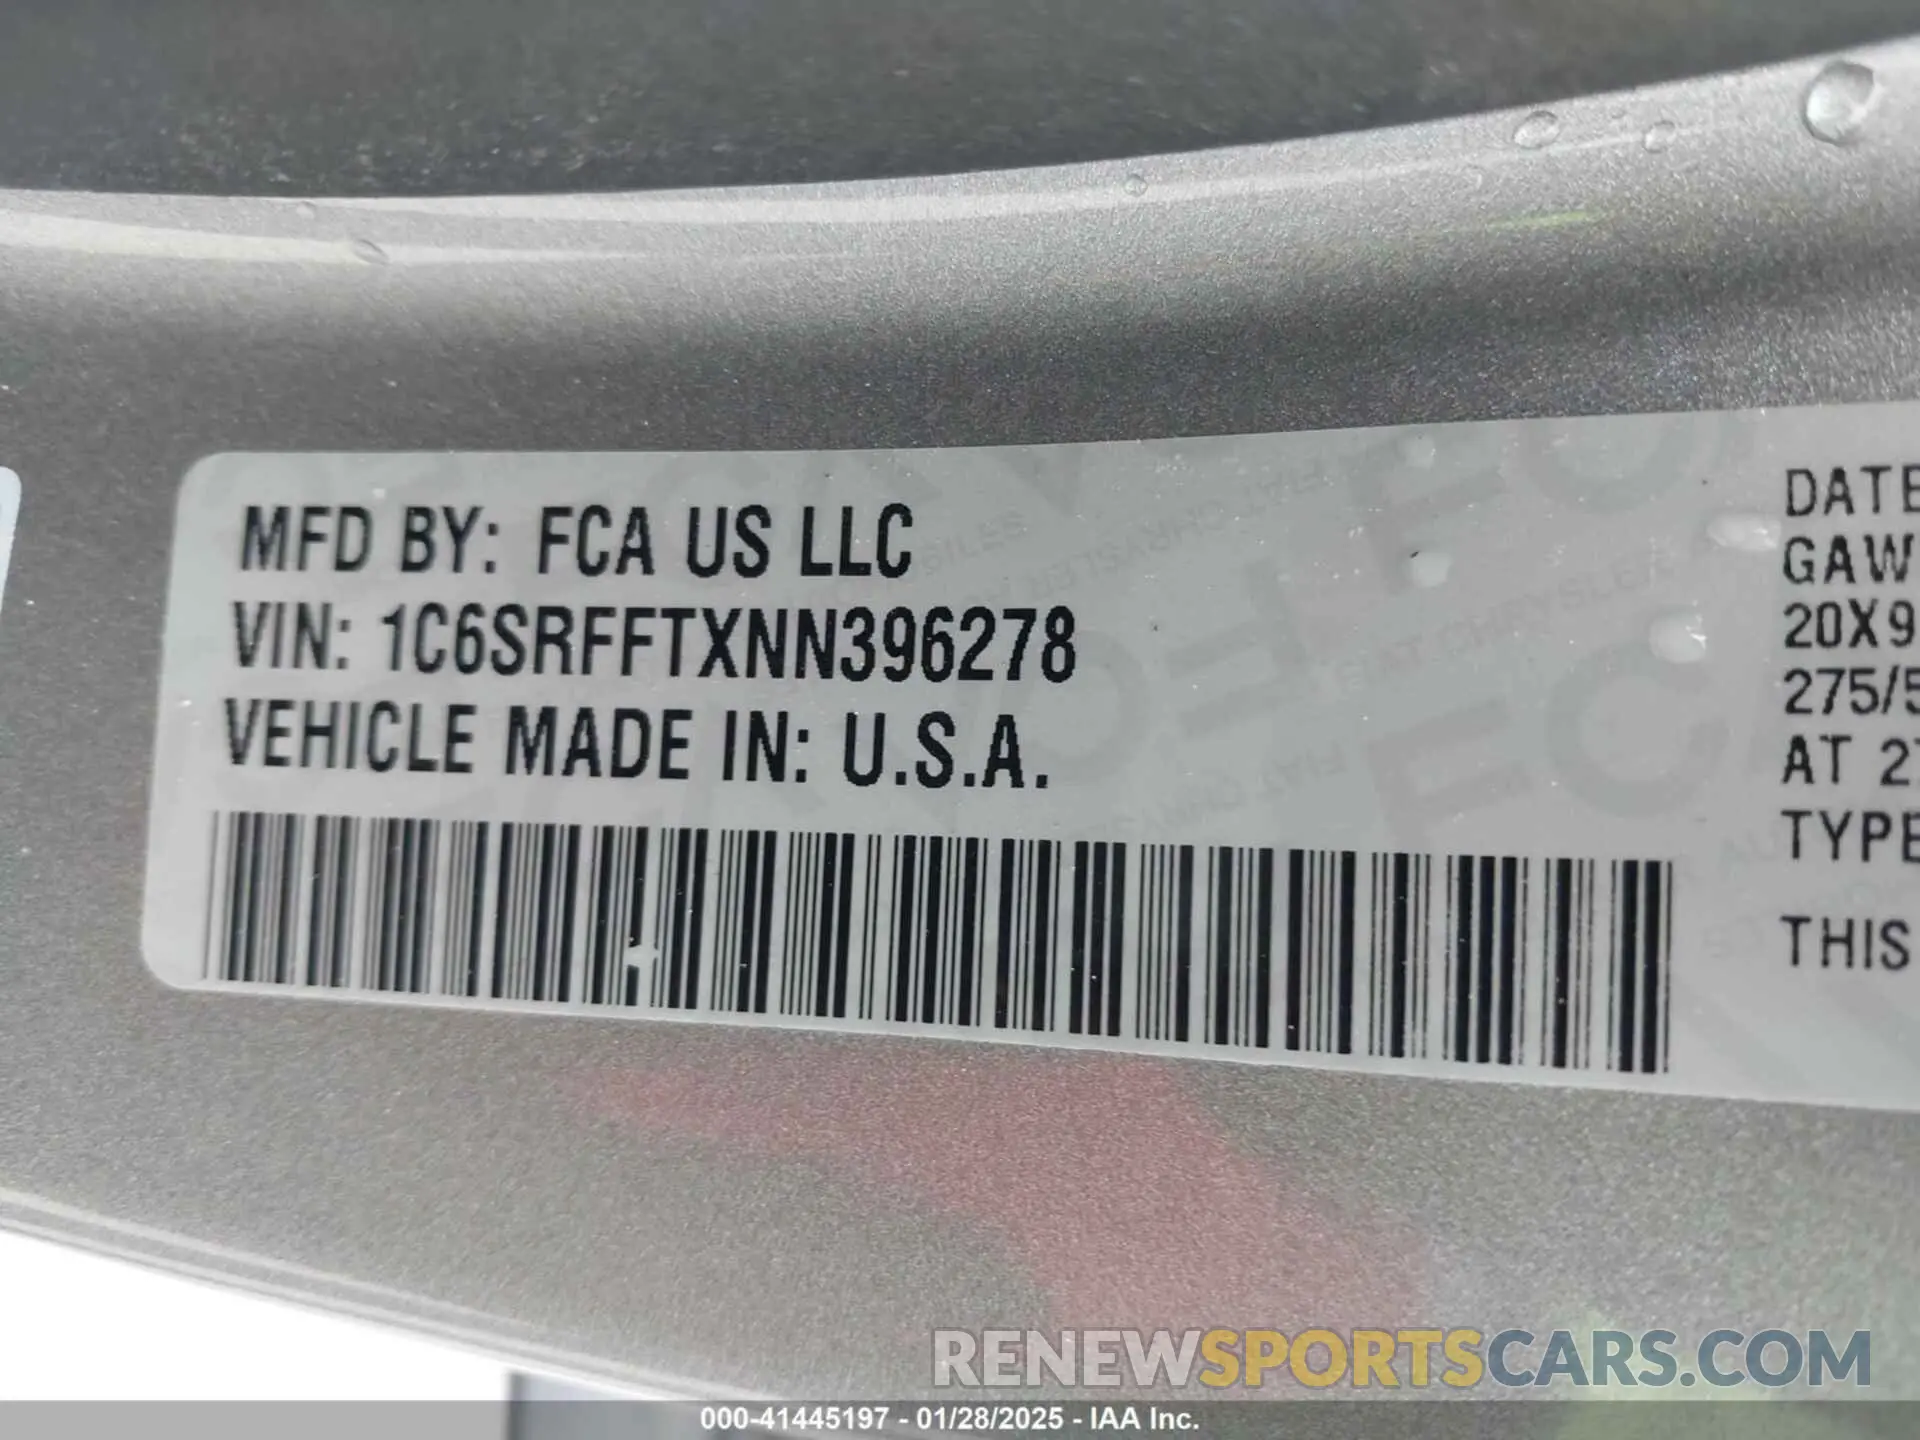 MFD BY: FCA US LLC
VIN: 1C6SRFFTXNN396278
VEHICLE MADE IN: U.S.A.
DATE
GAW
20X9
275/5
AT 27
TYPE
THIS
RENEWSPORTSCARS.COM
000-41445197 - 01/28/2025 - IAA Inc.